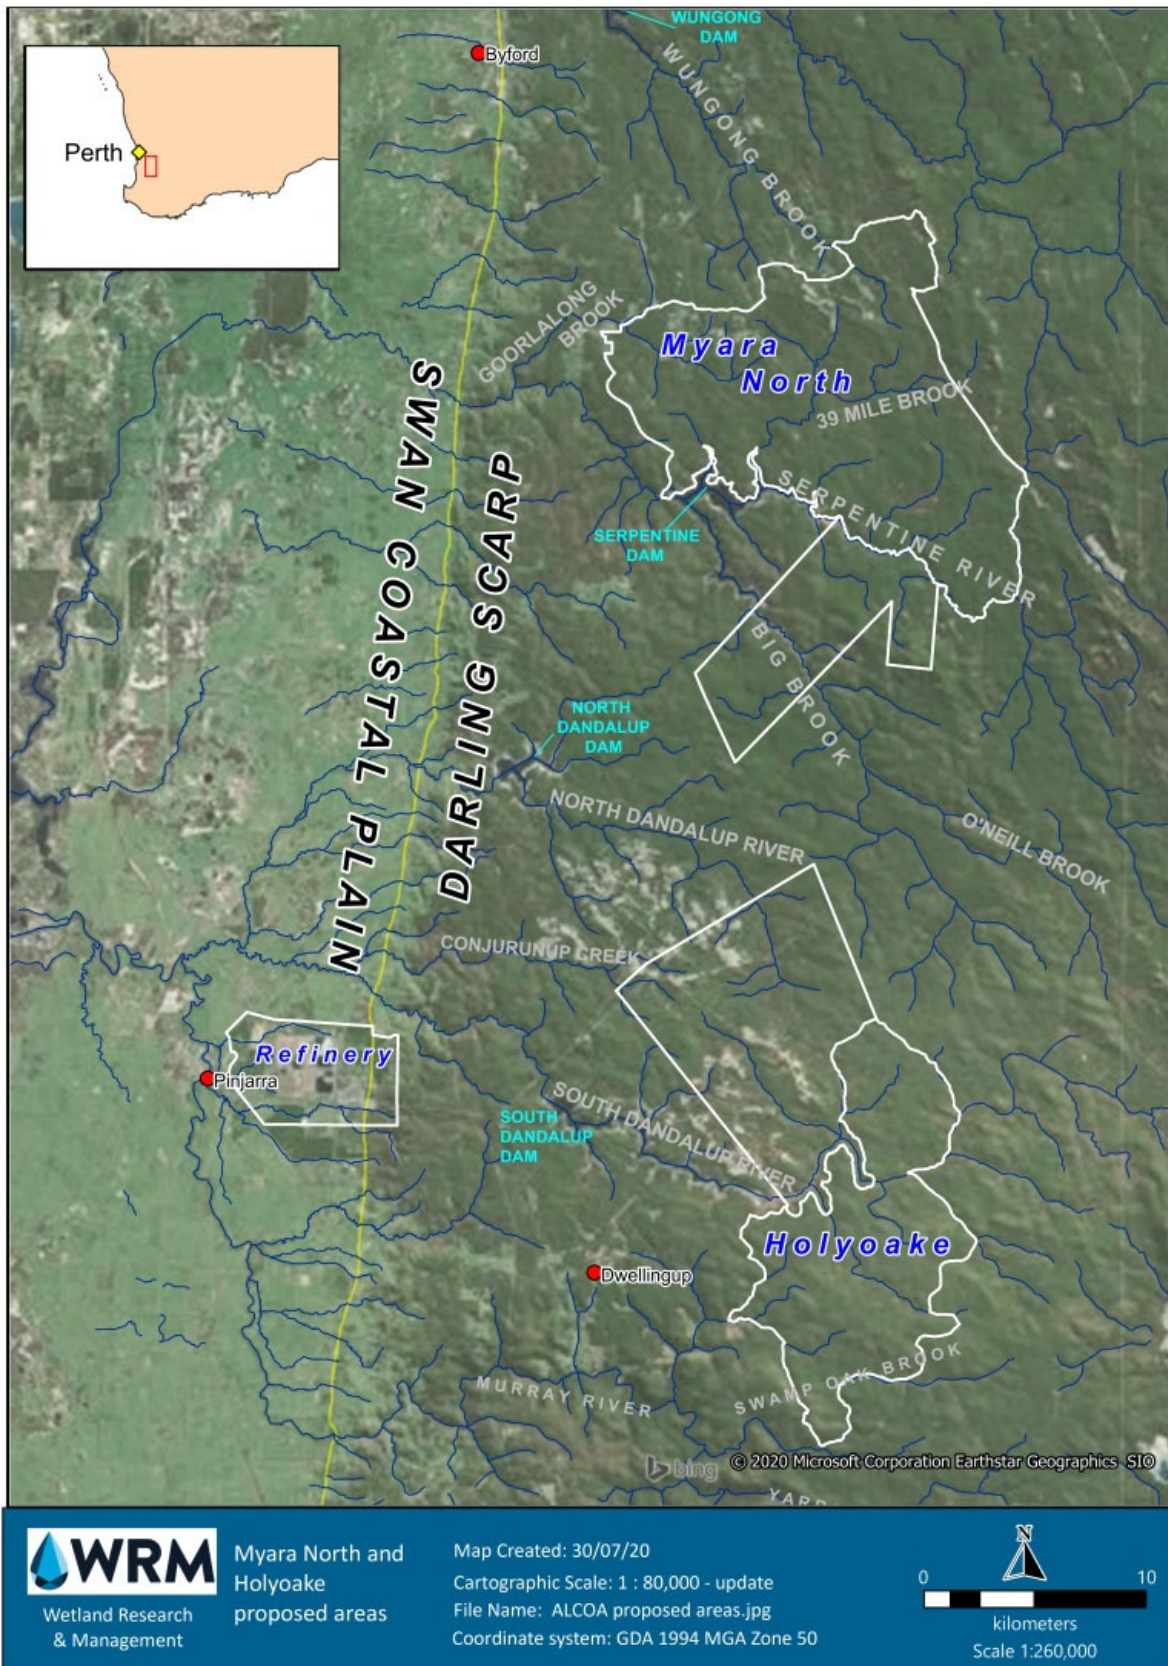 WUNGONG
DAM
Byford
WUNGONG BROOK
Perth
GOORLALONG
BROOK
Myara
North
39 MILE BROOK
SWAN COASTAL PLAIN
DARLING SCARP
SERPENTINE RIVER
SERPENTINE
DAM
BIG BROOK
NORTH
DANDALUP
DAM
NORTH DANDALUP RIVER
O'NEILL BROOK
CONJURUNUP CREEK
Refinery
Pinjarra
SOUTH
DANDALUP
DAM
SOUTH DANDALUP RIVER
Holyoake
Dwellingup
MURRAY RIVER
SWAMP OAK BROOK
bing
© 2020 Microsoft Corporation Earthstar Geographics SIO
WRM
Wetland Research
& Management
Myara North and
Holyoake
proposed areas
Map Created: 30/07/20
Cartographic Scale: 1 : 80,000 - update
File Name: ALCOA proposed areas.jpg
Coordinate system: GDA 1994 MGA Zone 50
N
0 10
kilometers
Scale 1:260,000